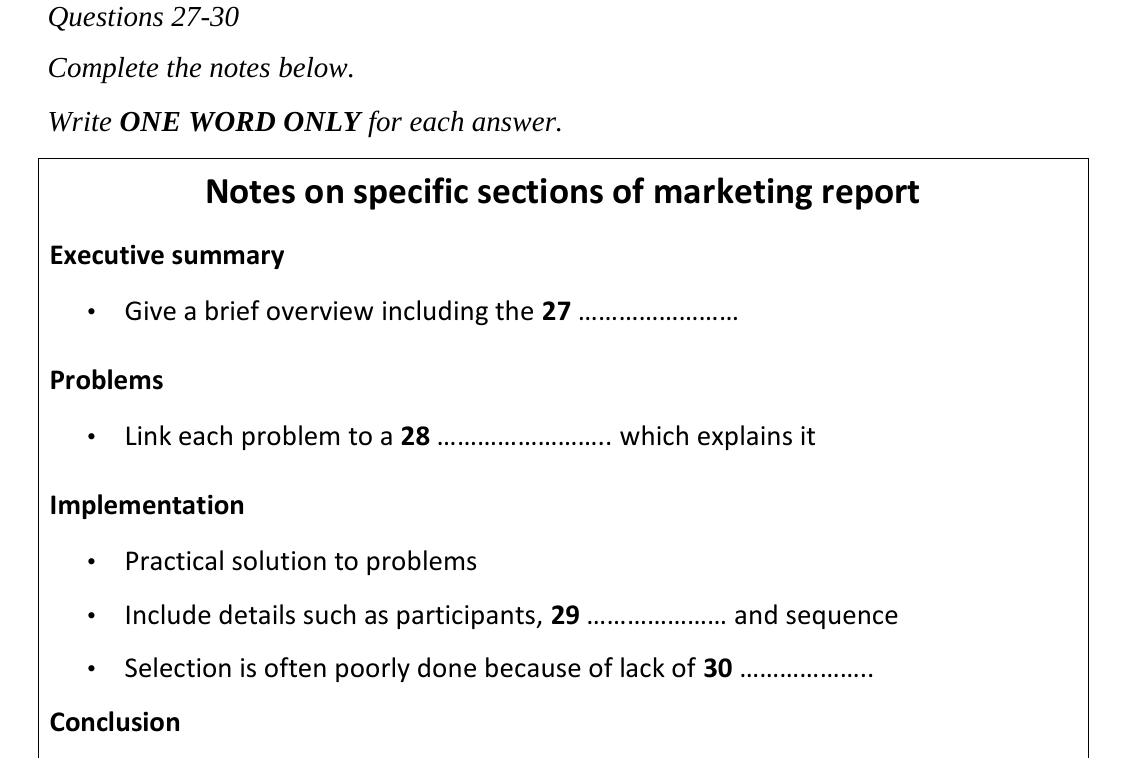 Questions 27-30
Complete the notes below.
Write ONE WORD ONLY for each answer.
Notes on specific sections of marketing report
Executive summary
• Give a brief overview including the 27 ……………………
Problems
• Link each problem to a 28 …………………….. which explains it
Implementation
• Practical solution to problems
• Include details such as participants, 29 ………………… and sequence
• Selection is often poorly done because of lack of 30 ………………..
Conclusion